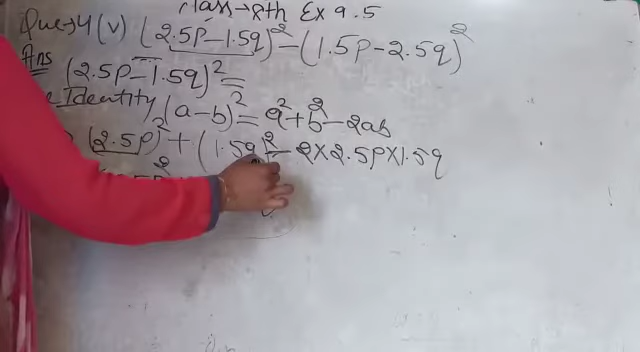 class → 8th Ex 9.5
Que → 4 (v) (2.5p-1.5q)² - (1.5p-2.5q)²
Ans
(2.5p-1.5q)² =
Identity (a-b)² = a²+b²-2ab
(2.5p)² + (1.5q)² - 2×2.5p×1.5q